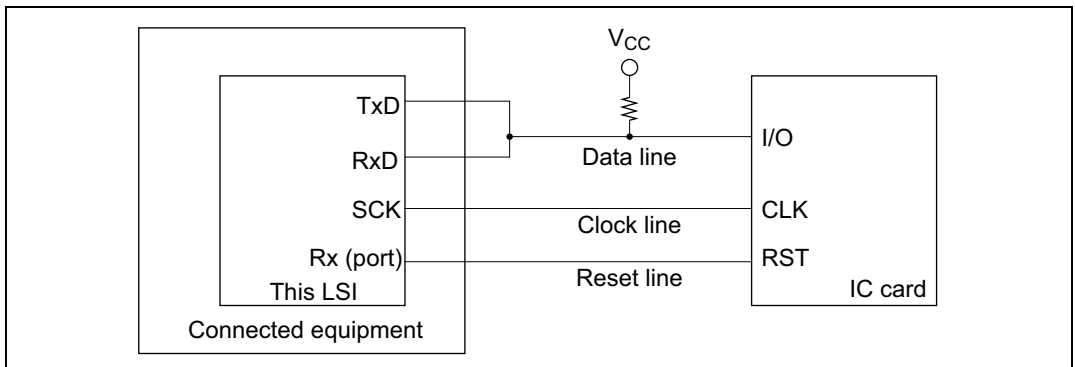 V_CC
TxD
RxD
SCK
Rx (port)
This LSI
Connected equipment
Data line
Clock line
Reset line
I/O
CLK
RST
IC card